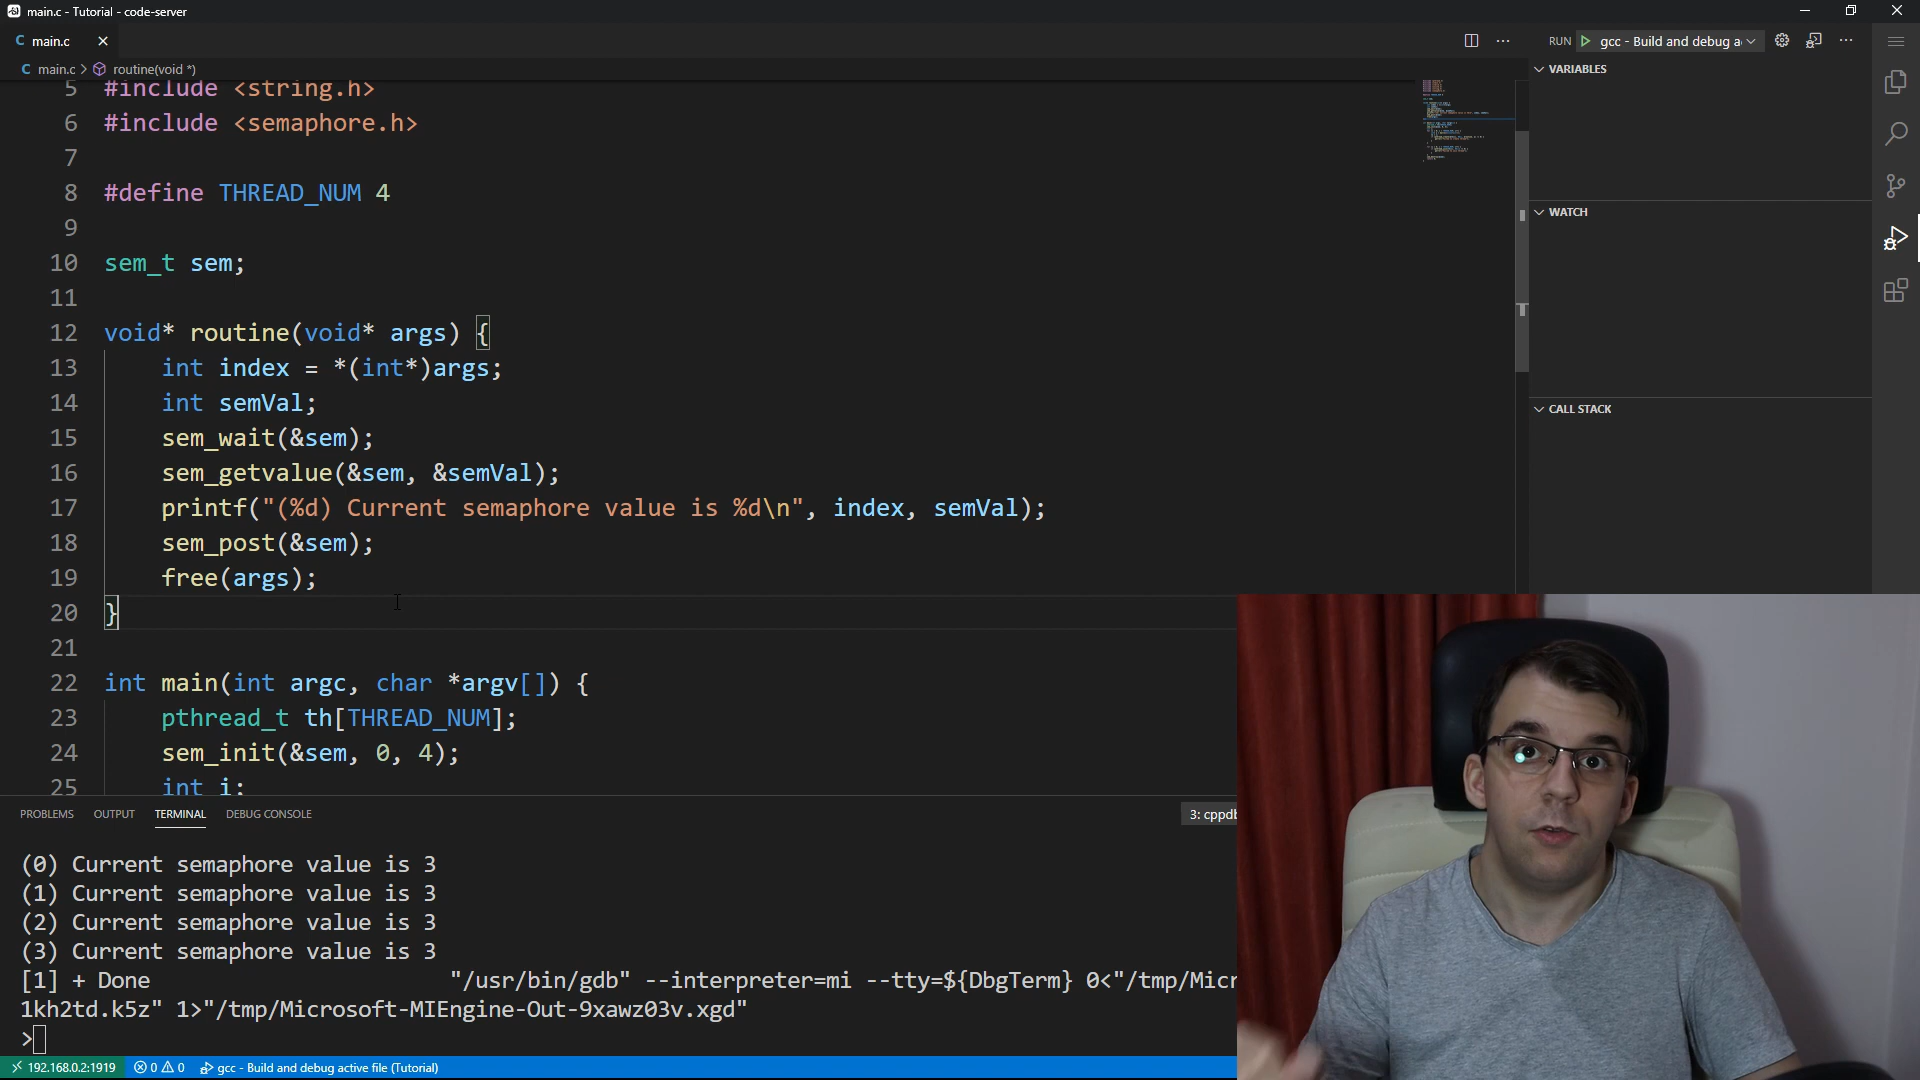 main.c - Tutorial - code-server
C main.c
RUN gcc - Build and debug a
C main.c > routine(void *)
VARIABLES
5 #include <string.h>
6 #include <semaphore.h>
7
8 #define THREAD_NUM 4
9
10 sem_t sem;
11
12 void* routine(void* args) {
13 int index = *(int*)args;
14 int semVal;
15 sem_wait(&sem);
16 sem_getvalue(&sem, &semVal);
17 printf("(%d) Current semaphore value is %d\n", index, semVal);
18 sem_post(&sem);
19 free(args);
20 }
21
22 int main(int argc, char *argv[]) {
23 pthread_t th[THREAD_NUM];
24 sem_init(&sem, 0, 4);
25 int i;
WATCH
CALL STACK
PROBLEMS OUTPUT TERMINAL DEBUG CONSOLE 3: cppdb
(0) Current semaphore value is 3
(1) Current semaphore value is 3
(2) Current semaphore value is 3
(3) Current semaphore value is 3
[1] + Done "/usr/bin/gdb" --interpreter=mi --tty=${DbgTerm} 0<"/tmp/Micr
1kh2td.k5z" 1>"/tmp/Microsoft-MIEngine-Out-9xawz03v.xgd"
>
192.168.0.2:1919 0 0 gcc - Build and debug active file (Tutorial)